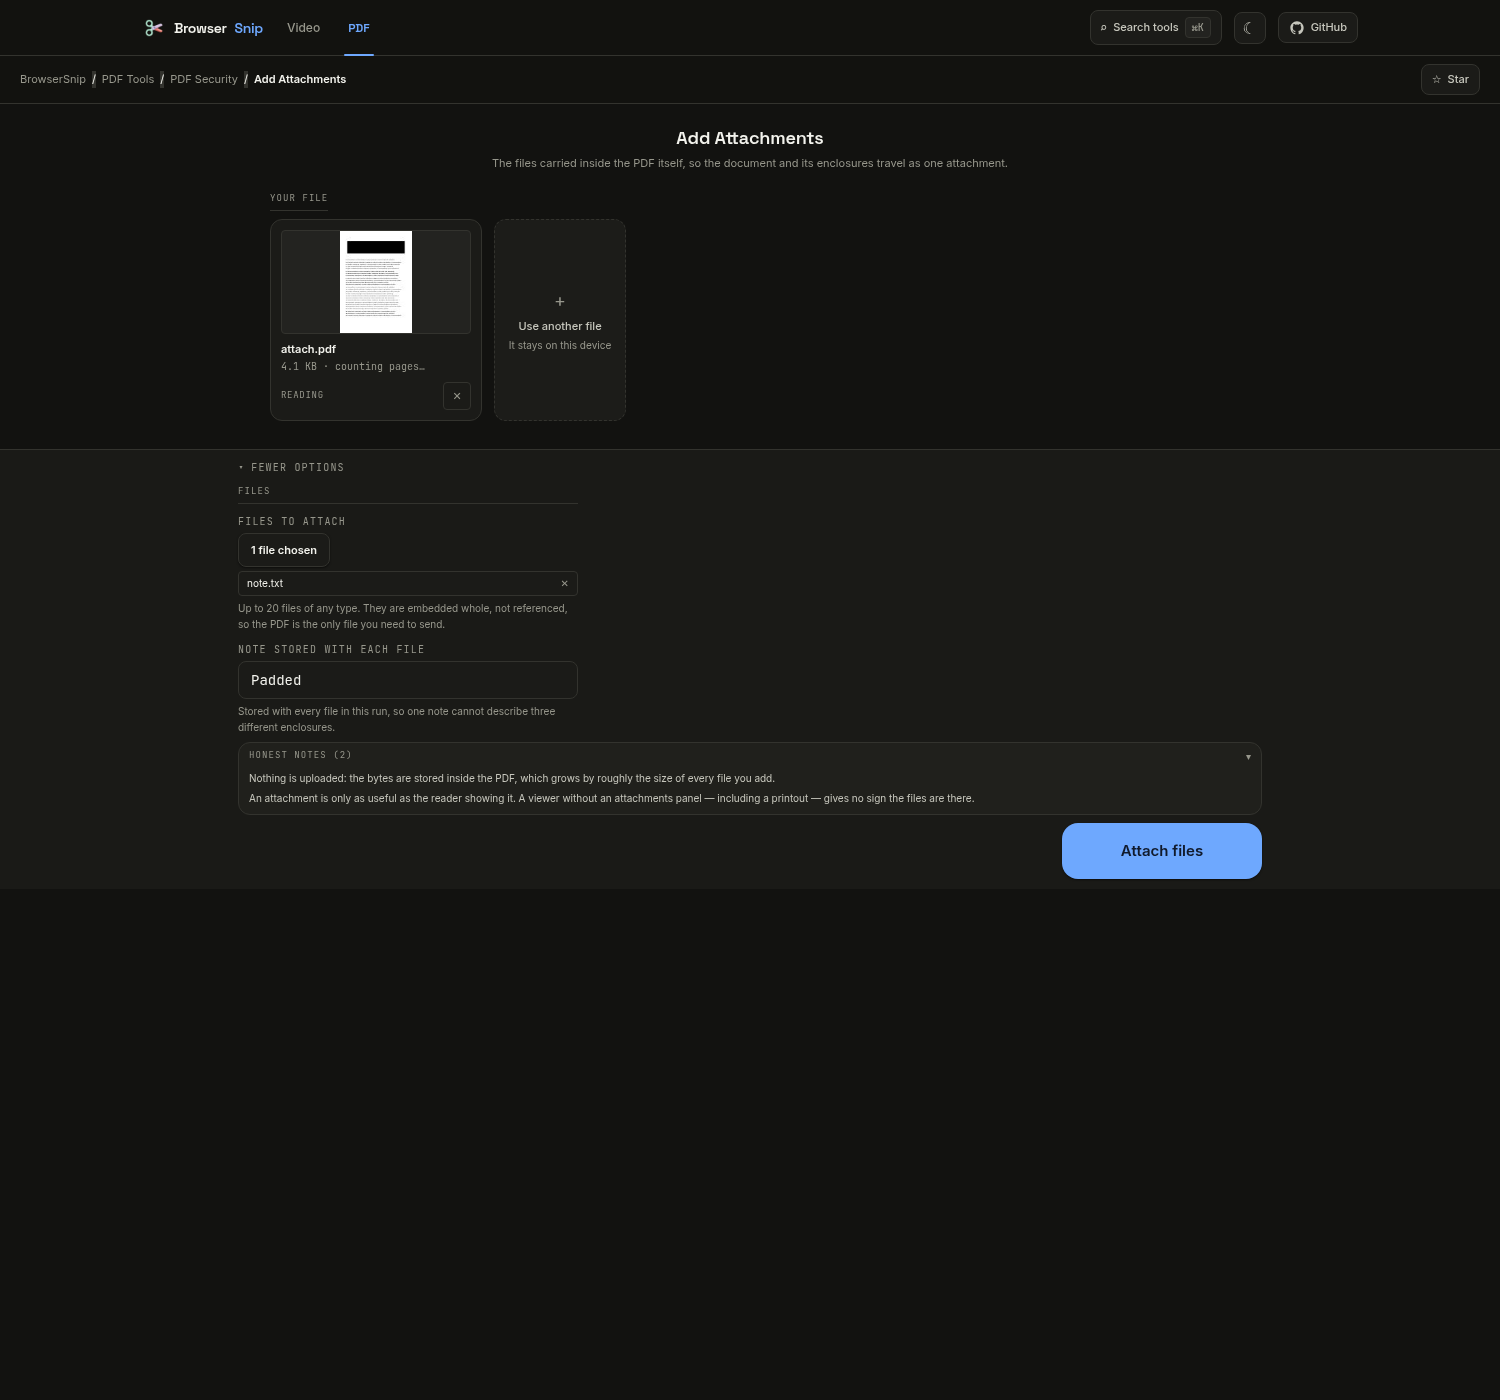 Browser Snip Video PDF Search tools ⌘K GitHub
BrowserSnip / PDF Tools / PDF Security / Add Attachments ☆ Star
Add Attachments
The files carried inside the PDF itself, so the document and its enclosures travel as one attachment.
YOUR FILE
attach.pdf
4.1 KB · counting pages…
READING ×
+
Use another file
It stays on this device
▾ FEWER OPTIONS
FILES
FILES TO ATTACH
1 file chosen
note.txt ×
Up to 20 files of any type. They are embedded whole, not referenced,
so the PDF is the only file you need to send.
NOTE STORED WITH EACH FILE
Padded
Stored with every file in this run, so one note cannot describe three
different enclosures.
HONEST NOTES (2) ▾
Nothing is uploaded: the bytes are stored inside the PDF, which grows by roughly the size of every file you add.
An attachment is only as useful as the reader showing it. A viewer without an attachments panel — including a printout — gives no sign the files are there.
Attach files